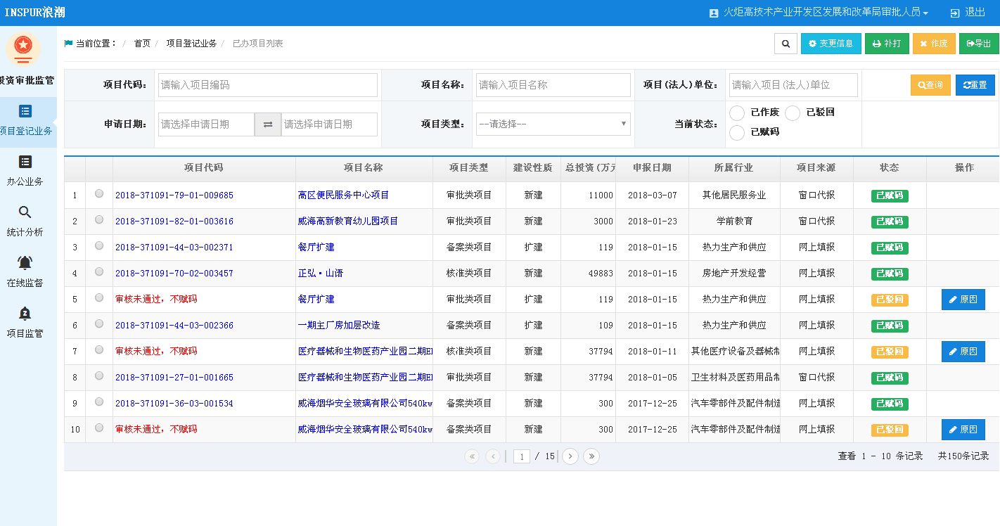 INSPUR浪潮
火炬高技术产业开发区发展和改革局审批人员 退出
当前位置: / 首页 / 项目登记业务 / 已办项目列表
变更信息 补打 作废 导出
投资审批监管
项目登记业务
办公业务
统计分析
在线监督
项目监管
项目代码: 请输入项目编码 项目名称: 请输入项目名称 项目(法人)单位: 请输入项目(法人)单位 查询 重置
申请日期: 请选择申请日期 请选择申请日期 项目类型: --请选择-- 当前状态: 已作废 已驳回
已赋码
项目代码 项目名称 项目类型 建设性质 总投资(万元 申报日期 所属行业 项目来源 状态 操作
1 2018-371091-79-01-009685 高区便民服务中心项目 审批类项目 新建 11000 2018-03-07 其他居民服务业 窗口代报 已赋码
2 2018-371091-82-01-003616 威海高新教育幼儿园项目 审批类项目 新建 3000 2018-01-23 学前教育 窗口代报 已赋码
3 2018-371091-44-03-002371 餐厅扩建 备案类项目 扩建 119 2018-01-15 热力生产和供应 网上填报 已赋码
4 2018-371091-70-02-003457 正弘·山语 核准类项目 新建 49883 2018-01-15 房地产开发经营 网上填报 已赋码
5 审核未通过，不赋码 餐厅扩建 备案类项目 扩建 119 2018-01-15 热力生产和供应 网上填报 已驳回 原因
6 2018-371091-44-03-002366 一期主厂房加层改造 备案类项目 扩建 109 2018-01-15 热力生产和供应 网上填报 已赋码
7 审核未通过，不赋码 医疗器械和生物医药产业园二期E 核准类项目 新建 37794 2018-01-11 其他医疗设备及器械制 网上填报 已驳回 原因
8 2018-371091-27-01-001665 医疗器械和生物医药产业园二期E 审批类项目 新建 37794 2018-01-05 卫生材料及医药用品制 窗口代报 已赋码
9 2018-371091-36-03-001534 威海烟华安全玻璃有限公司540kw 备案类项目 新建 300 2017-12-25 汽车零部件及配件制造 网上填报 已赋码
10 审核未通过，不赋码 威海烟华安全玻璃有限公司540kw 备案类项目 新建 300 2017-12-25 汽车零部件及配件制造 网上填报 已驳回 原因
1 / 15 查看 1 - 10 条记录 共150条记录